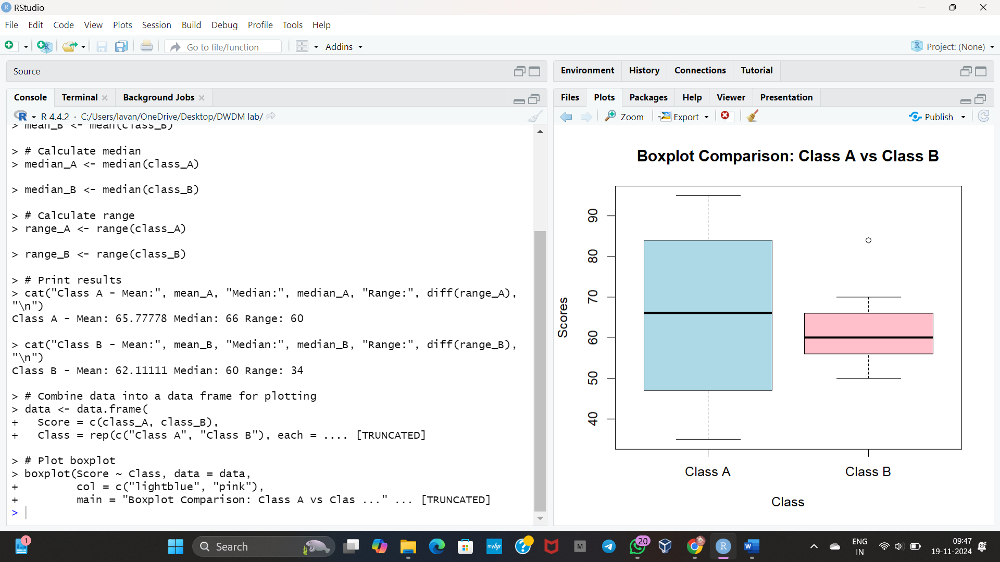 RStudio
File Edit Code View Plots Session Build Debug Profile Tools Help
Go to file/function
Addins
Project: (None)
Source
Console Terminal Background Jobs
R 4.4.2 · C:/Users/lavan/OneDrive/Desktop/DWDM lab/
> mean_B <- mean(class_B)
> # Calculate median
> median_A <- median(class_A)
> median_B <- median(class_B)
> # Calculate range
> range_A <- range(class_A)
> range_B <- range(class_B)
> # Print results
> cat("Class A - Mean:", mean_A, "Median:", median_A, "Range:", diff(range_A),
"\n")
Class A - Mean: 65.77778 Median: 66 Range: 60
> cat("Class B - Mean:", mean_B, "Median:", median_B, "Range:", diff(range_B),
"\n")
Class B - Mean: 62.11111 Median: 60 Range: 34
> # Combine data into a data frame for plotting
> data <- data.frame(
+   Score = c(class_A, class_B),
+   Class = rep(c("Class A", "Class B"), each = .... [TRUNCATED]
> # Plot boxplot
> boxplot(Score ~ Class, data = data,
+         col = c("lightblue", "pink"),
+         main = "Boxplot Comparison: Class A vs Clas ..." ... [TRUNCATED]
>
Environment History Connections Tutorial
Files Plots Packages Help Viewer Presentation
Zoom Export Publish
Boxplot Comparison: Class A vs Class B
Scores
90
80
70
60
50
40
Class A Class B
Class
1
Search
myhp
M
20
R
W
ENG
IN
09:47
19-11-2024